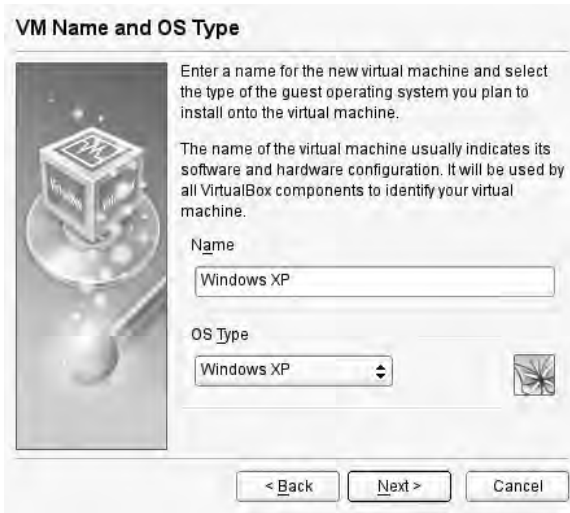 VM Name and OS Type
Enter a name for the new virtual machine and select
the type of the guest operating system you plan to
install onto the virtual machine.
The name of the virtual machine usually indicates its
software and hardware configuration. It will be used by
all VirtualBox components to identify your virtual
machine.
Name
Windows XP
OS Type
Windows XP
< Back
Next >
Cancel